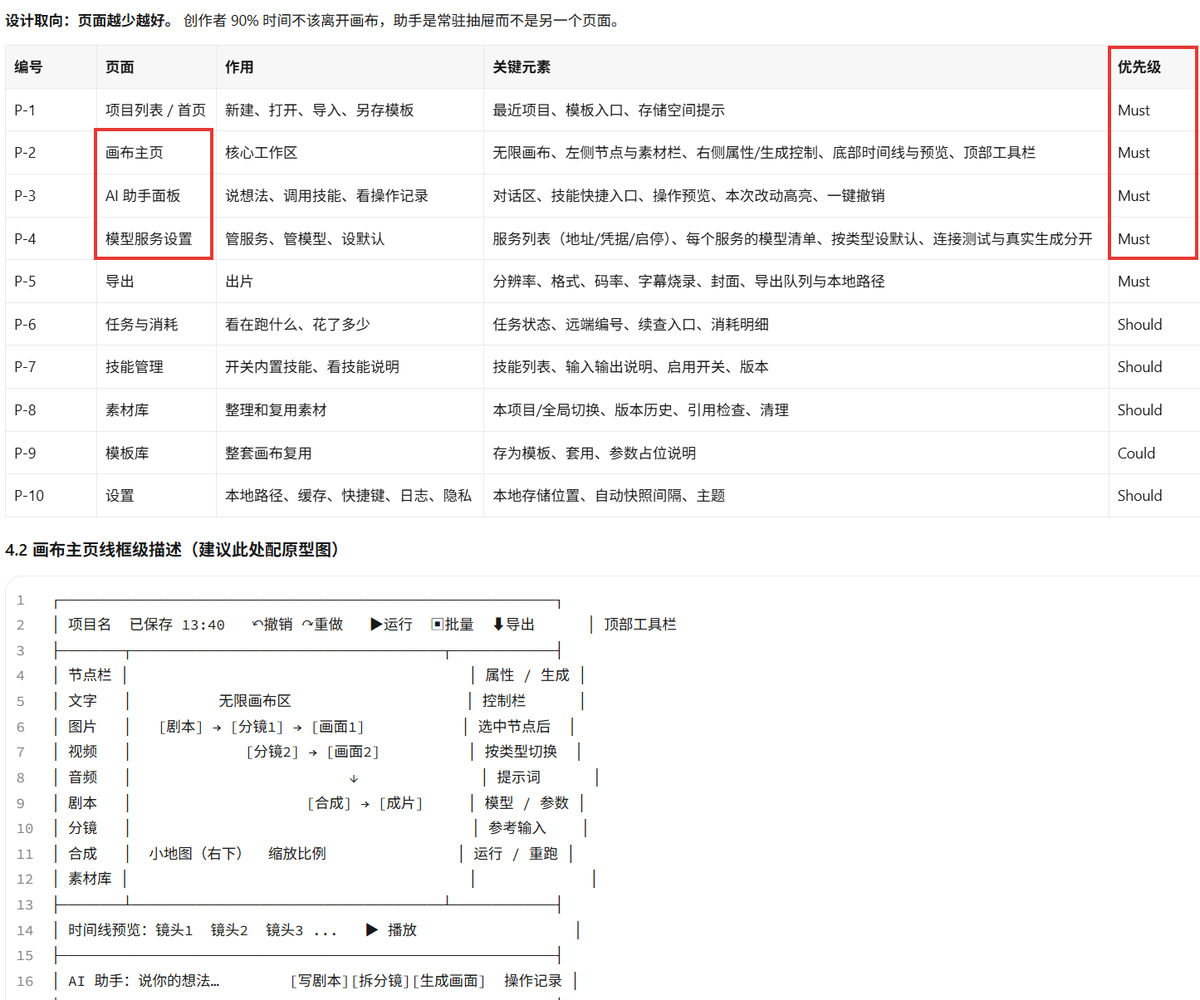 设计取向：页面越少越好。 创作者 90% 时间不该离开画布，助手是常驻抽屉而不是另一个页面。
编号 页面 作用 关键元素 优先级
P-1 项目列表 / 首页 新建、打开、导入、另存模板 最近项目、模板入口、存储空间提示 Must
P-2 画布主页 核心工作区 无限画布、左侧节点与素材栏、右侧属性/生成控制、底部时间线与预览、顶部工具栏 Must
P-3 AI 助手面板 说想法、调用技能、看操作记录 对话区、技能快捷入口、操作预览、本次改动高亮、一键撤销 Must
P-4 模型服务设置 管服务、管模型、设默认 服务列表（地址/凭据/启停）、每个服务的模型清单、按类型设默认、连接测试与真实生成分开 Must
P-5 导出 出片 分辨率、格式、码率、字幕烧录、封面、导出队列与本地路径 Must
P-6 任务与消耗 看在跑什么、花了多少 任务状态、远端编号、续查入口、消耗明细 Should
P-7 技能管理 开关内置技能、看技能说明 技能列表、输入输出说明、启用开关、版本 Should
P-8 素材库 整理和复用素材 本项目/全局切换、版本历史、引用检查、清理 Should
P-9 模板库 整套画布复用 存为模板、套用、参数占位说明 Could
P-10 设置 本地路径、缓存、快捷键、日志、隐私 本地存储位置、自动快照间隔、主题 Should
4.2 画布主页线框级描述（建议此处配原型图）
1
2 项目名 已保存 13:40 ↶撤销 ↷重做 ▶运行 ▣批量 ⬇导出 │ 顶部工具栏
3
4 │ 节点栏 │ │ 属性 / 生成 │
5 │ 文字 │ 无限画布区 │ 控制栏 │
6 │ 图片 │ [剧本] → [分镜1] → [画面1] │ 选中节点后 │
7 │ 视频 │ [分镜2] → [画面2] │ 按类型切换 │
8 │ 音频 │ ↓ │ 提示词 │
9 │ 剧本 │ [合成] → [成片] │ 模型 / 参数 │
10 │ 分镜 │ │ 参考输入 │
11 │ 合成 │ 小地图（右下） 缩放比例 │ 运行 / 重跑 │
12 │ 素材库 │ │ │
13
14 │ 时间线预览：镜头1 镜头2 镜头3 ... ▶ 播放 │
15
16 │ AI 助手：说你的想法… [写剧本][拆分镜][生成画面] 操作记录 │